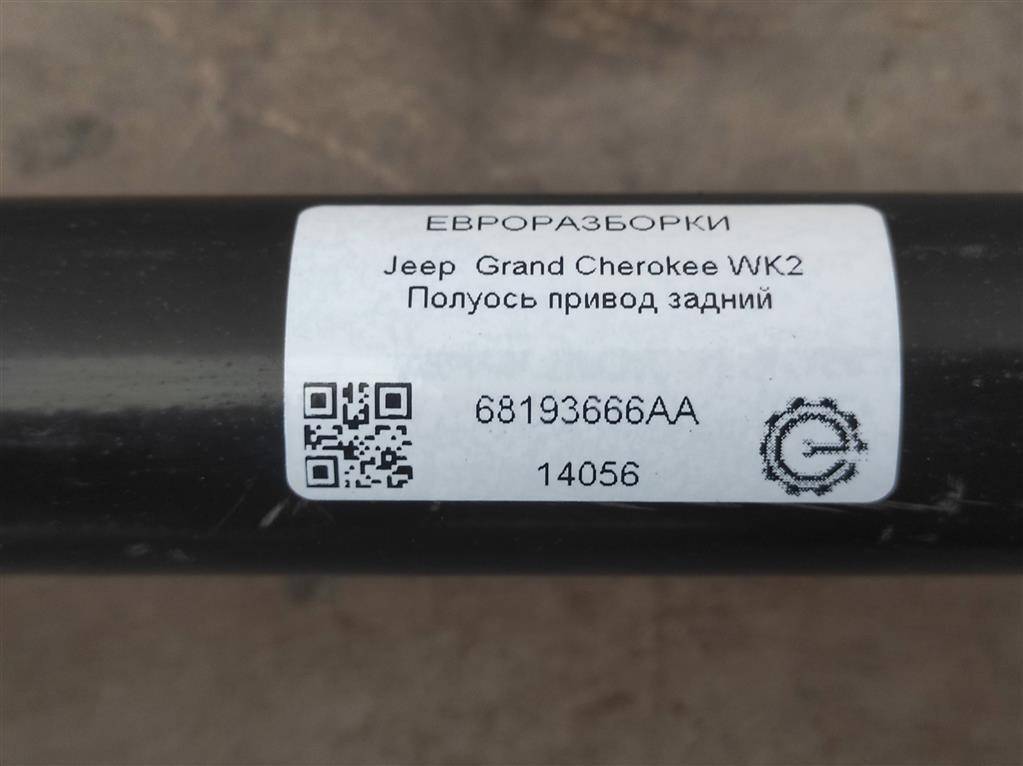 ЕВРОРАЗБОРКИ
Jeep Grand Cherokee WK2
Полуось привод задний
68193666AA
14056